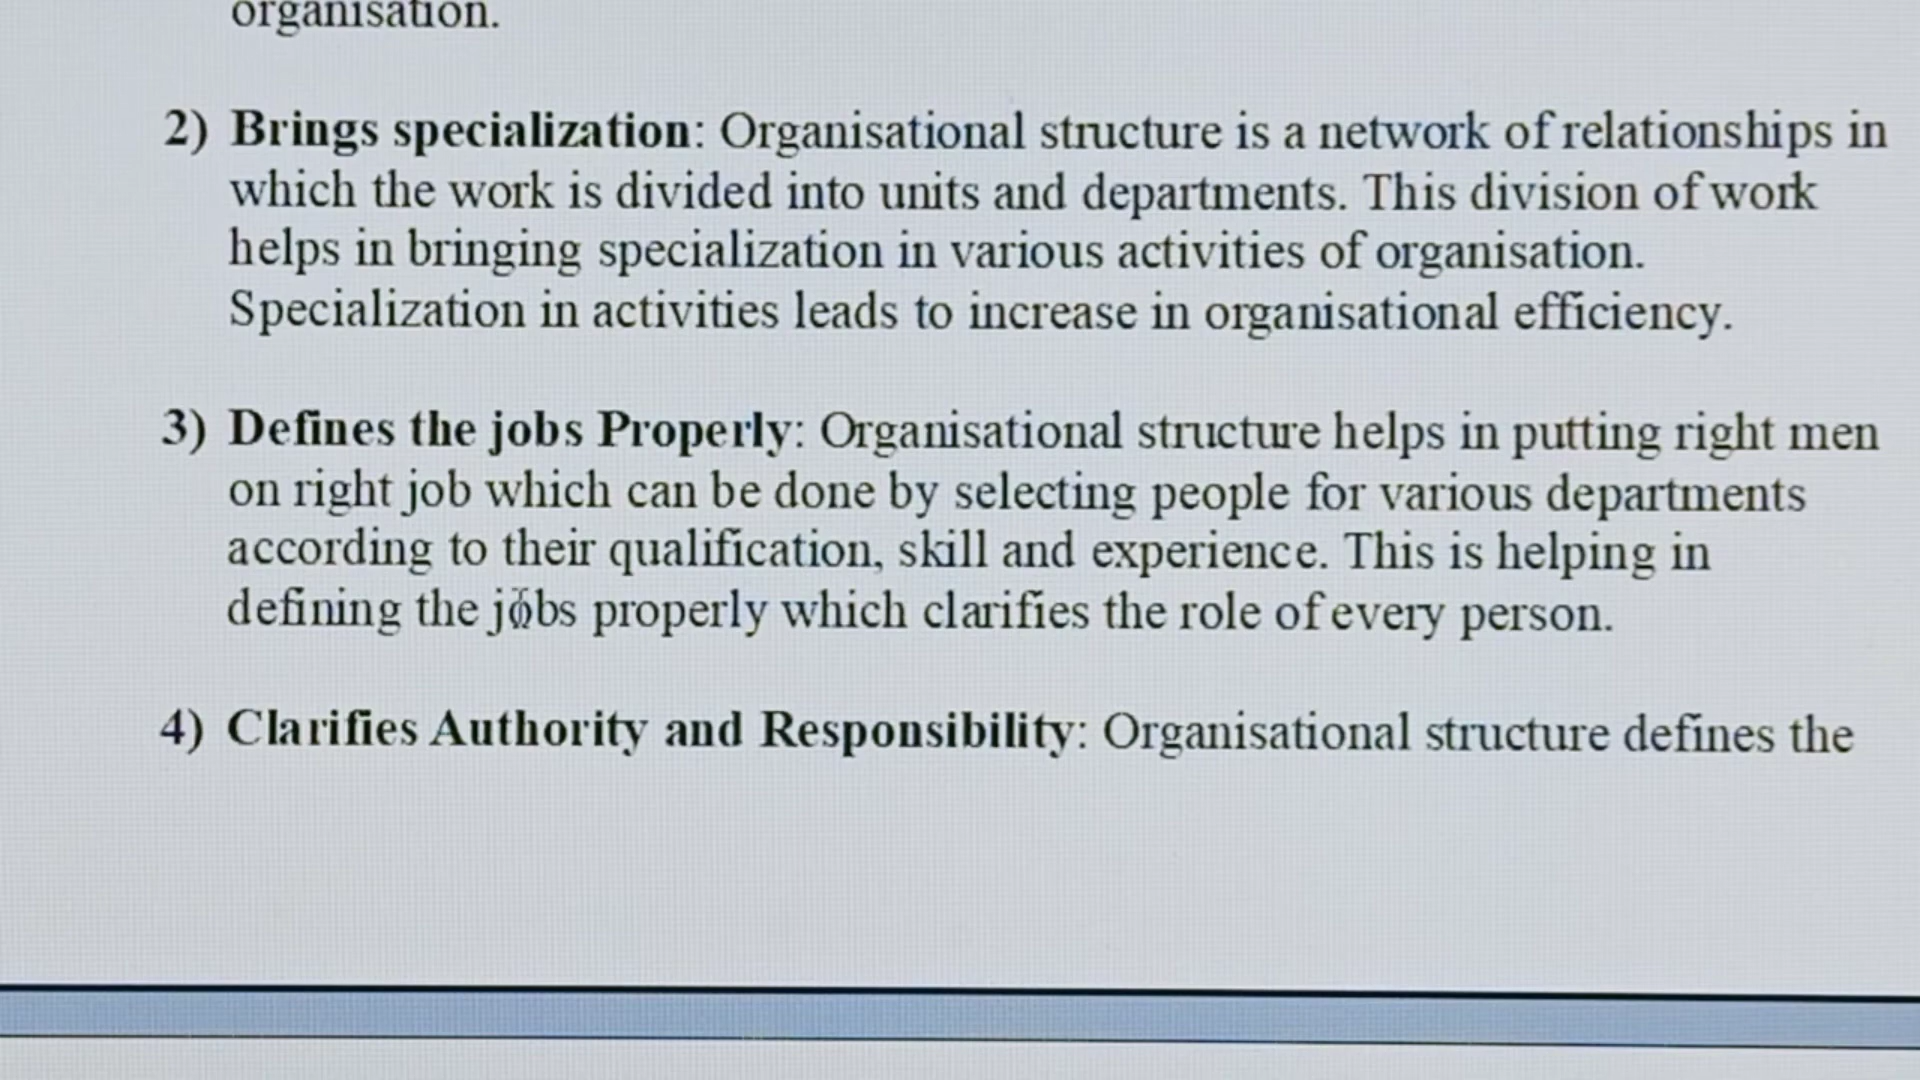 organisation.
2) Brings specialization: Organisational structure is a network of relationships in
which the work is divided into units and departments. This division of work
helps in bringing specialization in various activities of organisation.
Specialization in activities leads to increase in organisational efficiency.
3) Defines the jobs Properly: Organisational structure helps in putting right men
on right job which can be done by selecting people for various departments
according to their qualification, skill and experience. This is helping in
defining the jobs properly which clarifies the role of every person.
4) Clarifies Authority and Responsibility: Organisational structure defines the